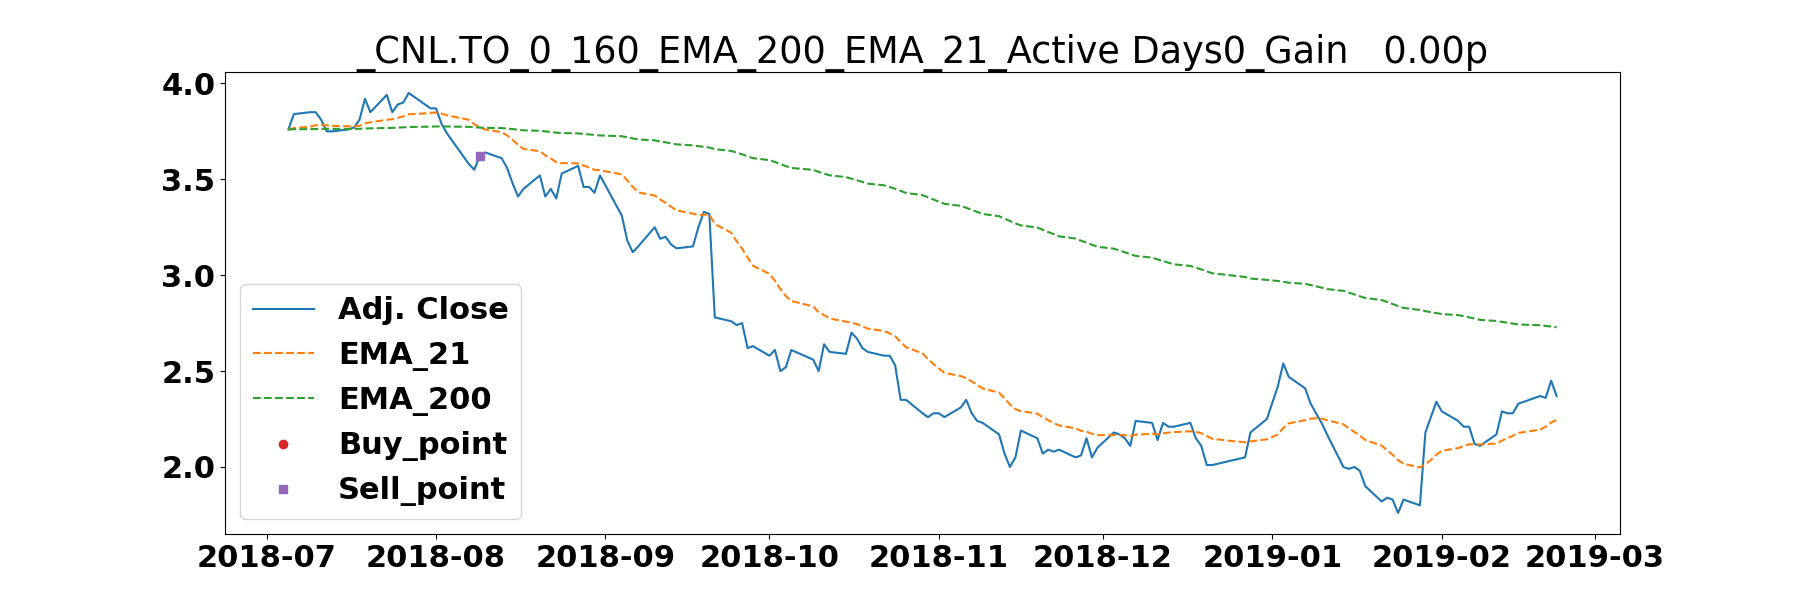 _CNL.TO_0_160_EMA_200_EMA_21_Active Days0_Gain   0.00p
4.0
3.5
3.0
2.5
2.0
Adj. Close
EMA_21
EMA_200
Buy_point
Sell_point
2018-07 2018-08 2018-09 2018-10 2018-11 2018-12 2019-01 2019-02 2019-03